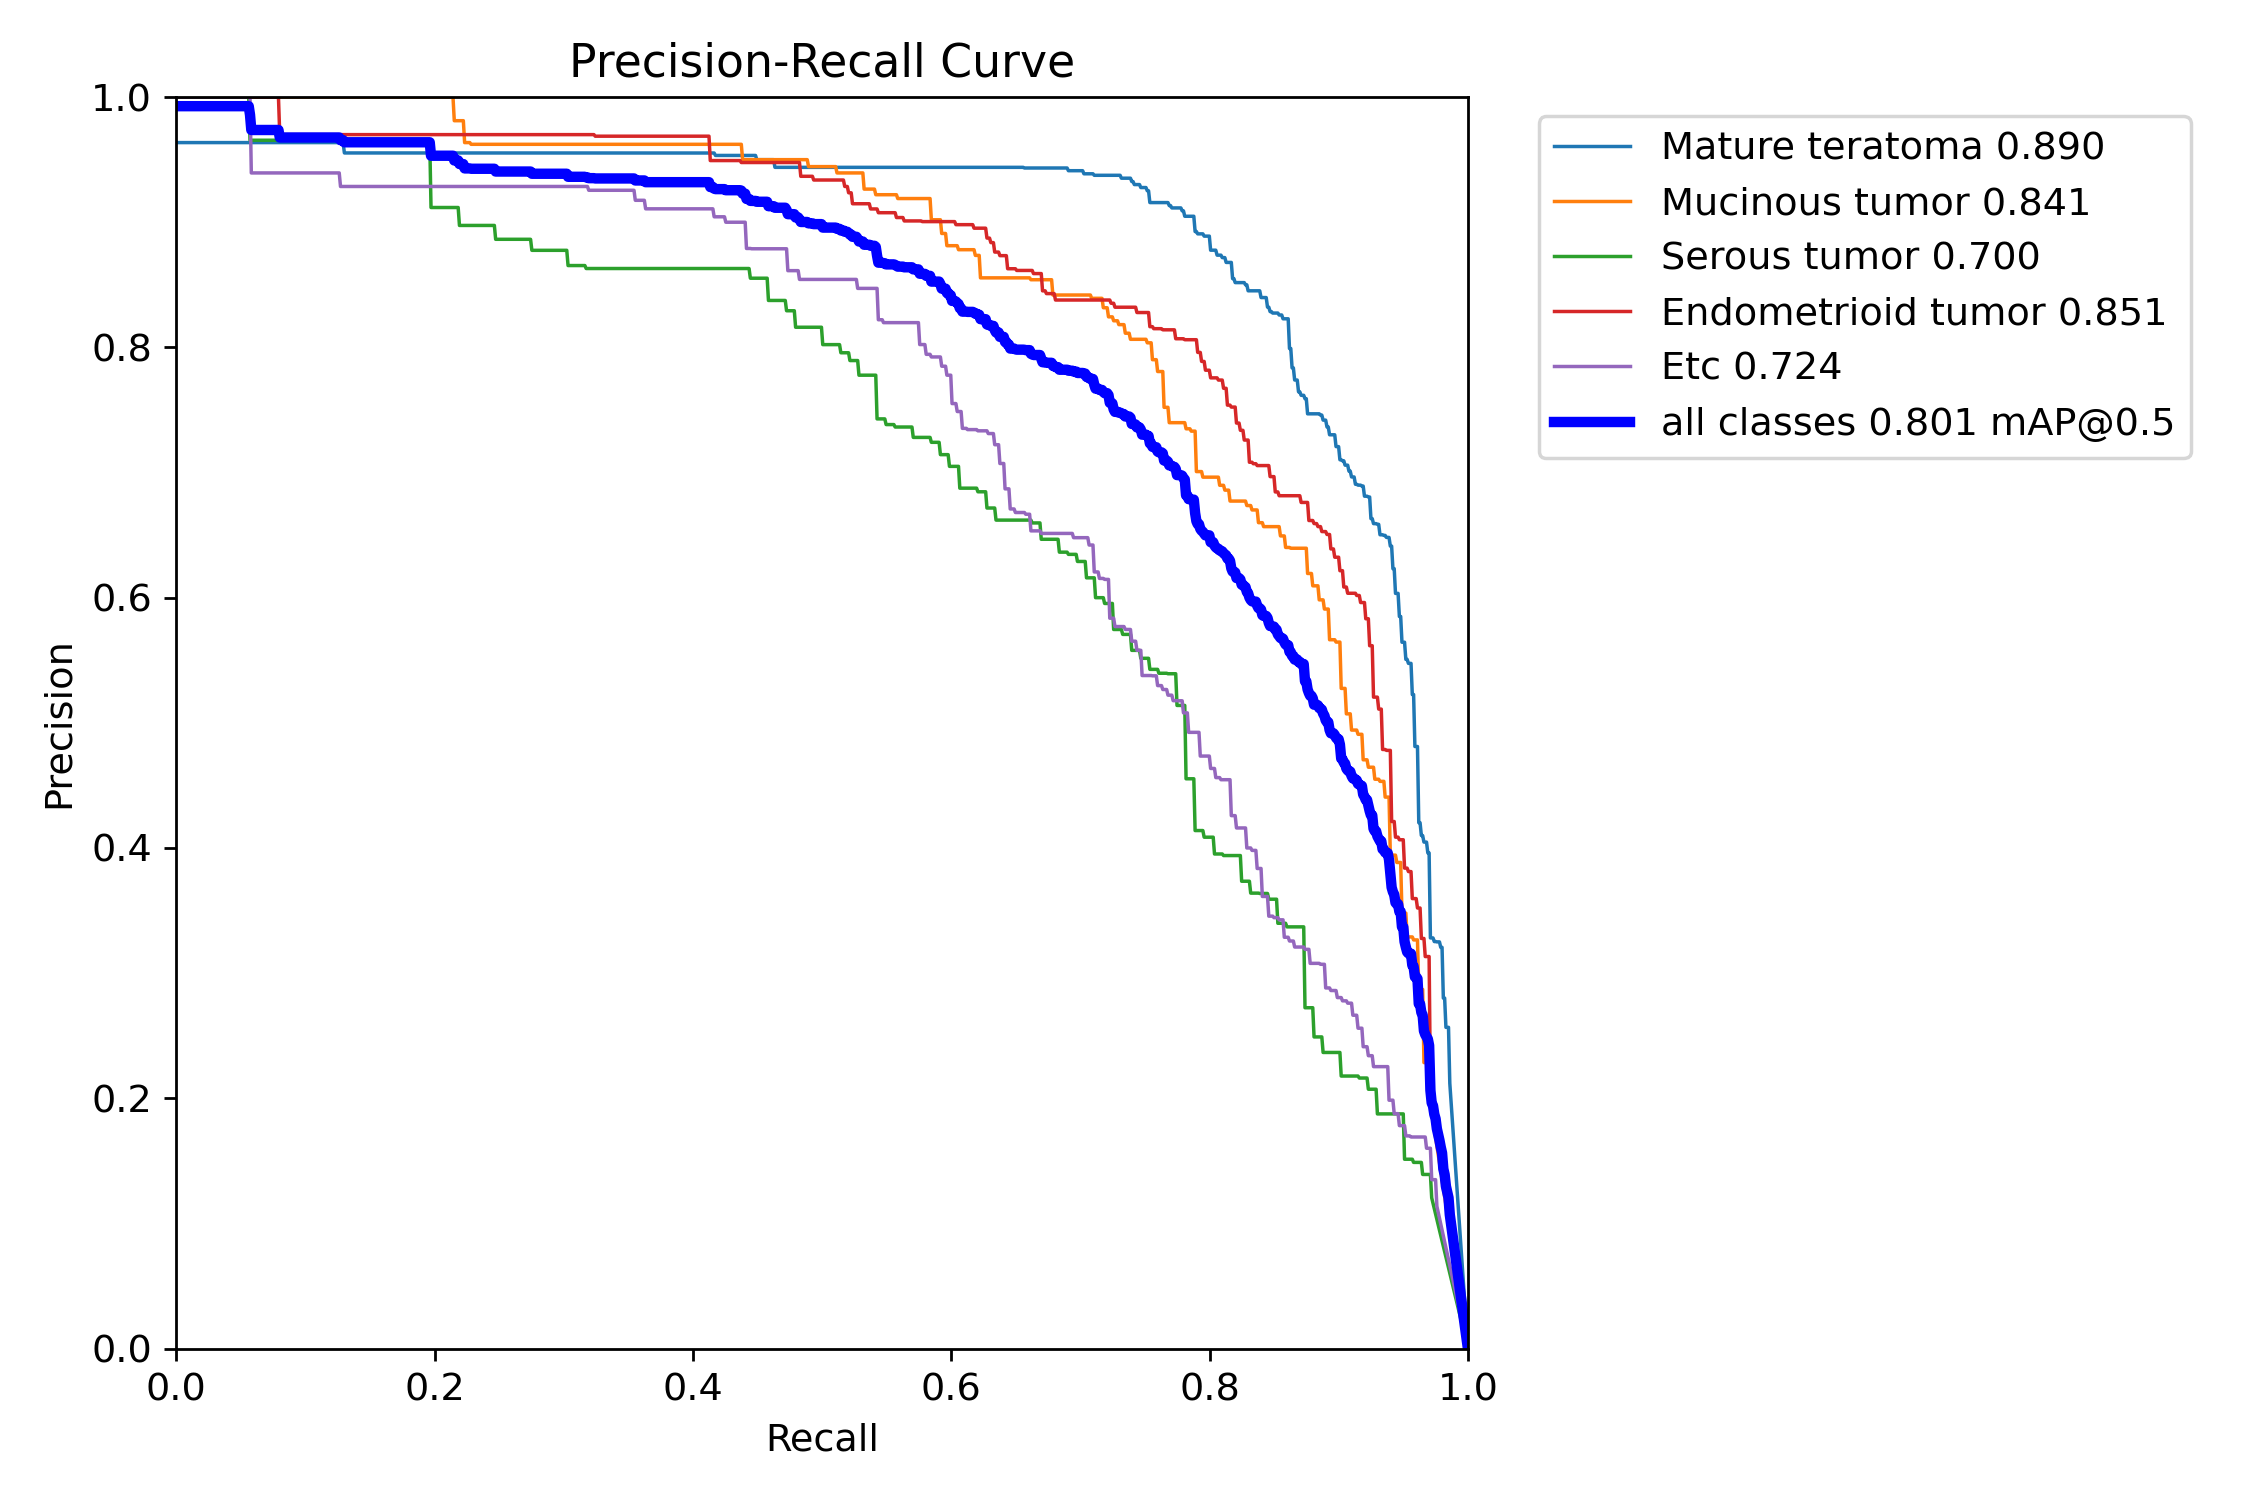 Precision-Recall Curve
1.0
0.8
0.6
0.4
0.2
0.0
Precision
0.0 0.2 0.4 0.6 0.8 1.0
Recall
Mature teratoma 0.890
Mucinous tumor 0.841
Serous tumor 0.700
Endometrioid tumor 0.851
Etc 0.724
all classes 0.801 mAP@0.5